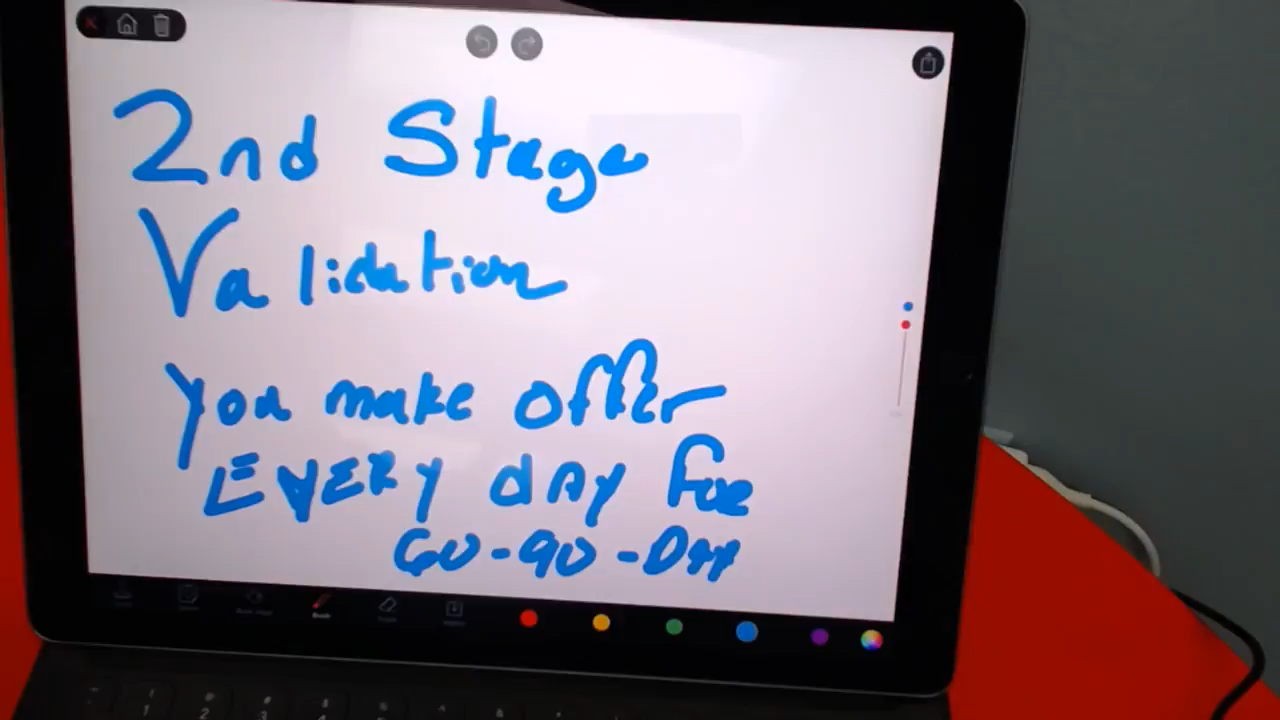 2nd Stage
Validation
You make offer
EVERY day For
60-90-DAY